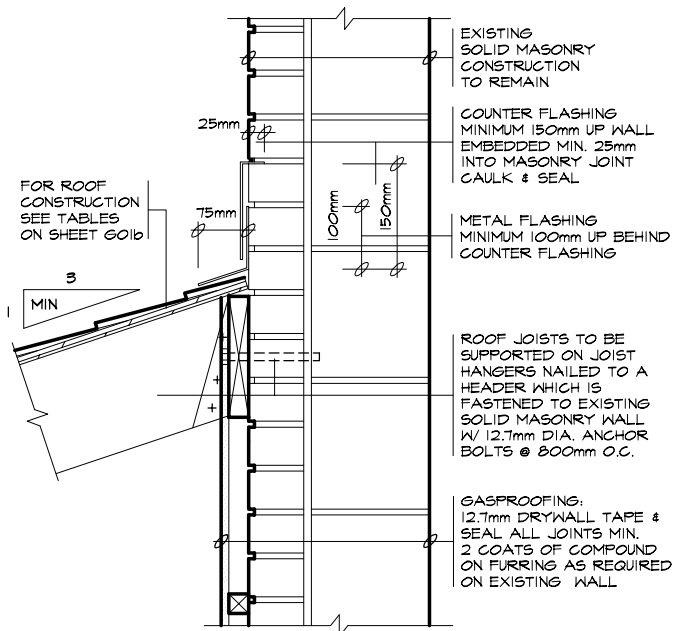 EXISTING
SOLID MASONRY
CONSTRUCTION
TO REMAIN
COUNTER FLASHING
MINIMUM 150mm UP WALL
EMBEDDED MIN. 25mm
INTO MASONRY JOINT
CAULK & SEAL
25mm
FOR ROOF
CONSTRUCTION
SEE TABLES
ON SHEET G01b
75mm
100mm
150mm
METAL FLASHING
MINIMUM 100mm UP BEHIND
COUNTER FLASHING
3
1
MIN
ROOF JOISTS TO BE
SUPPORTED ON JOIST
HANGERS NAILED TO A
HEADER WHICH IS
FASTENED TO EXISTING
SOLID MASONRY WALL
W/ 12.7mm DIA. ANCHOR
BOLTS @ 800mm O.C.
GASPROOFING:
12.7mm DRYWALL TAPE &
SEAL ALL JOINTS MIN.
2 COATS OF COMPOUND
ON FURRING AS REQUIRED
ON EXISTING WALL